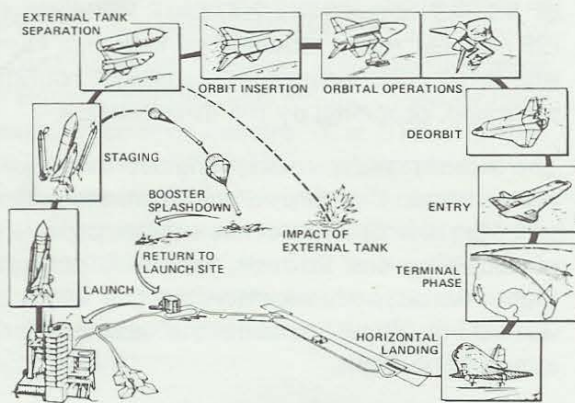 EXTERNAL TANK
SEPARATION
ORBIT INSERTION
ORBITAL OPERATIONS
DEORBIT
STAGING
ENTRY
BOOSTER
SPLASHDOWN
IMPACT OF
EXTERNAL TANK
RETURN TO
LAUNCH SITE
TERMINAL
PHASE
LAUNCH
HORIZONTAL
LANDING